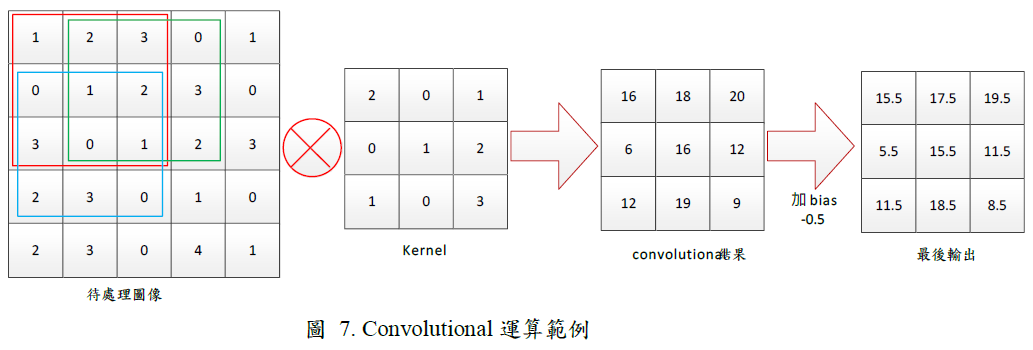 1 2 3 0 1
0 1 2 3 0
3 0 1 2 3
2 3 0 1 0
2 3 0 4 1
待處理圖像
2 0 1
0 1 2
1 0 3
Kernel
16 18 20
6 16 12
12 19 9
convolutional結果
加 bias
-0.5
15.5 17.5 19.5
5.5 15.5 11.5
11.5 18.5 8.5
最後輸出
圖 7. Convolutional 運算範例